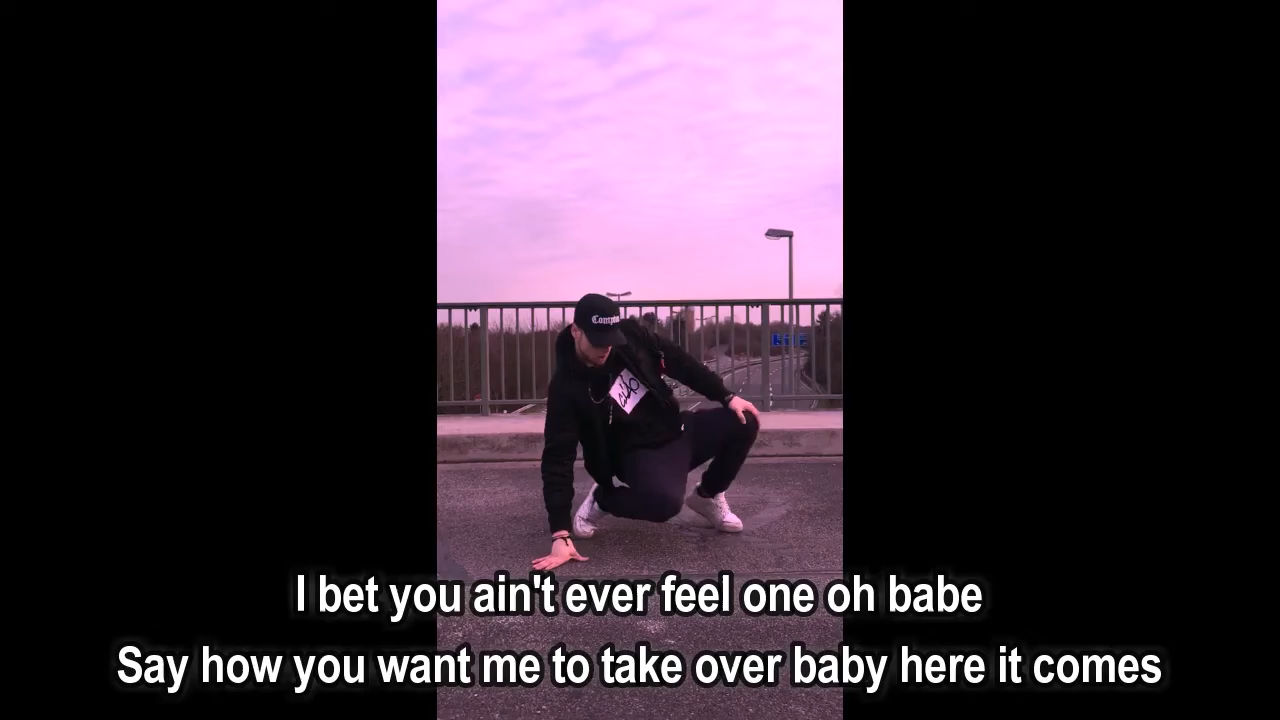 I bet you ain't ever feel one oh babe
Say how you want me to take over baby here it comes